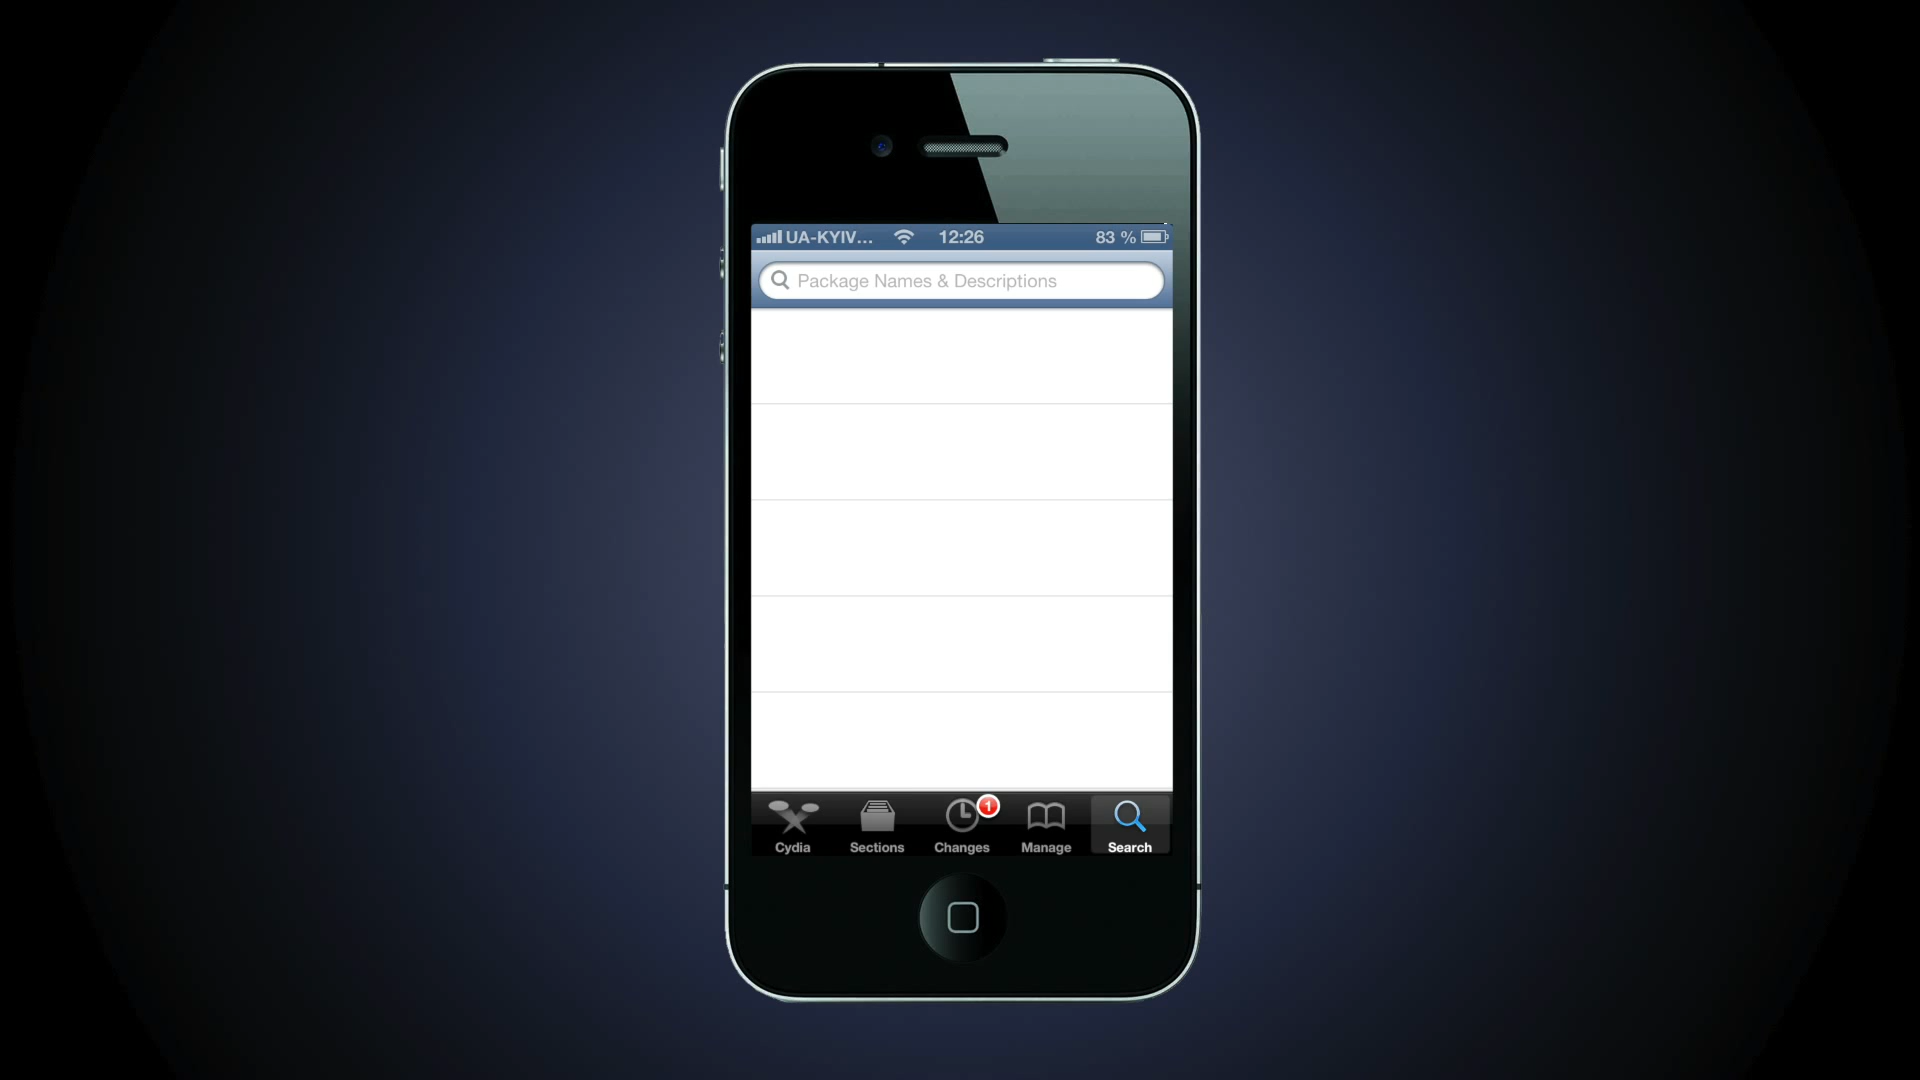 UA-KYIV... 12:26 83 %
Package Names & Descriptions
1
Cydia Sections Changes Manage Search